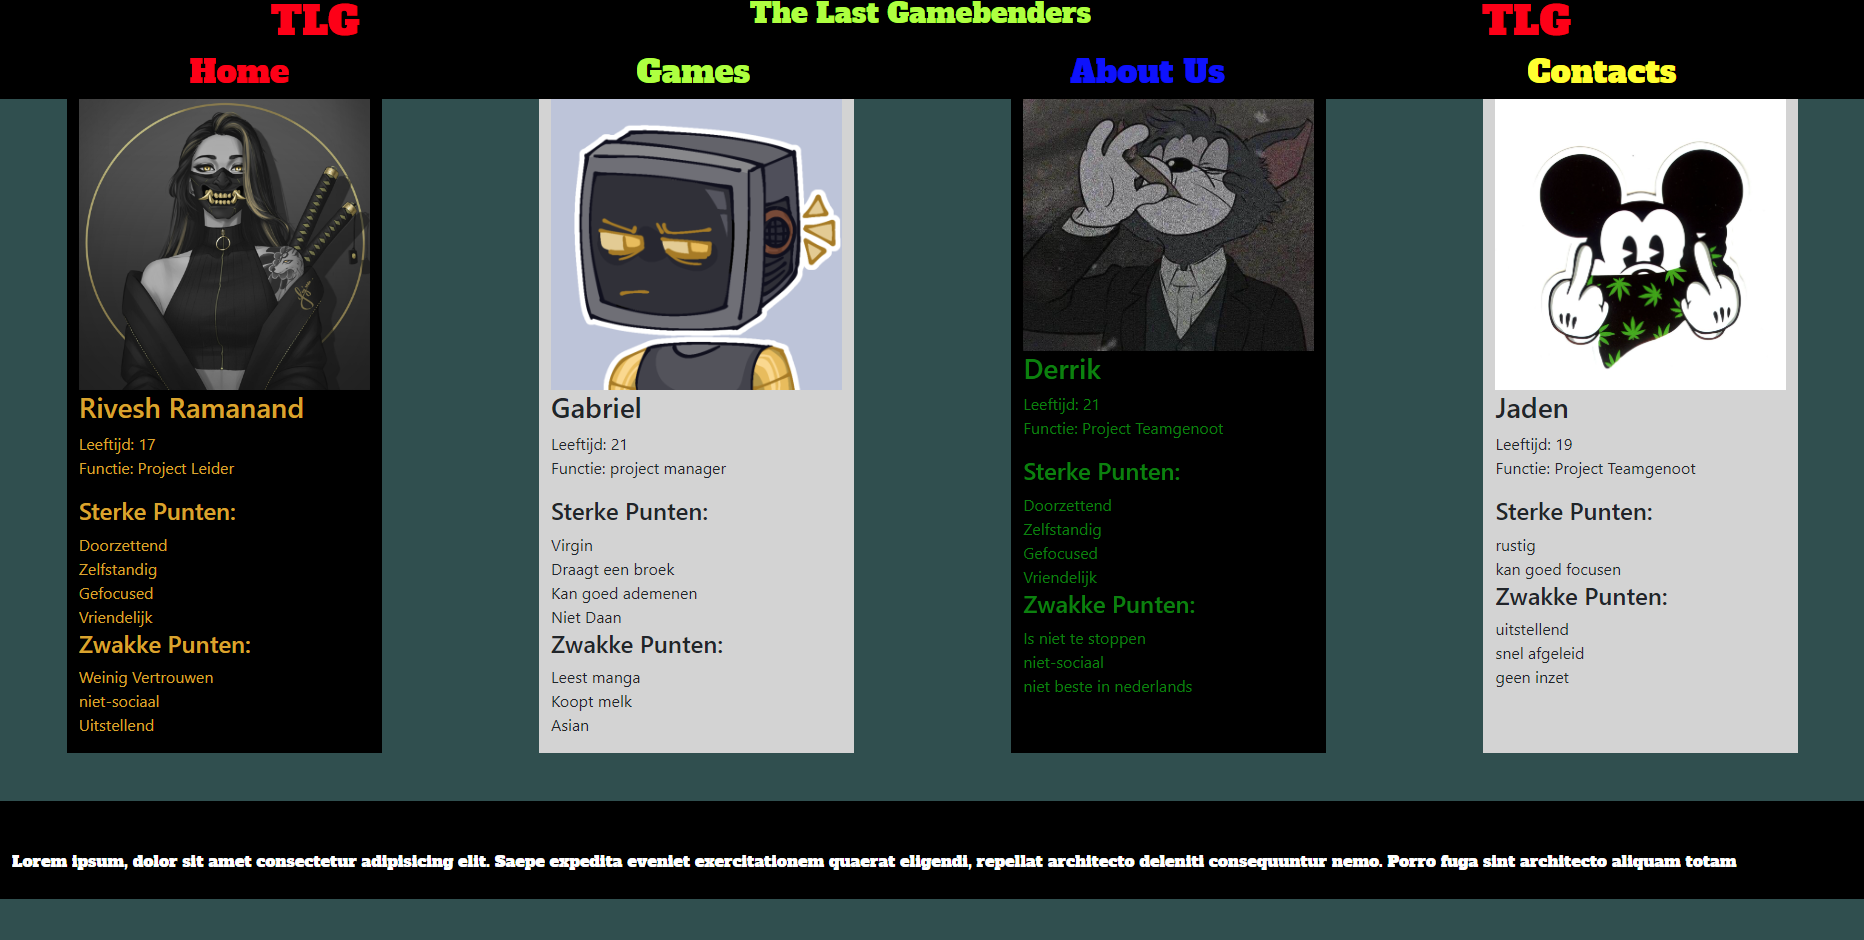 TLG
The Last Gamebenders
TLG
Home
Games
About Us
Contacts
Rivesh Ramanand
Leeftijd: 17
Functie: Project Leider
Sterke Punten:
Doorzettend
Zelfstandig
Gefocused
Vriendelijk
Zwakke Punten:
Weinig Vertrouwen
niet-sociaal
Uitstellend
Gabriel
Leeftijd: 21
Functie: project manager
Sterke Punten:
Virgin
Draagt een broek
Kan goed ademenen
Niet Daan
Zwakke Punten:
Leest manga
Koopt melk
Asian
Derrik
Leeftijd: 21
Functie: Project Teamgenoot
Sterke Punten:
Doorzettend
Zelfstandig
Gefocused
Vriendelijk
Zwakke Punten:
Is niet te stoppen
niet-sociaal
niet beste in nederlands
Jaden
Leeftijd: 19
Functie: Project Teamgenoot
Sterke Punten:
rustig
kan goed focusen
Zwakke Punten:
uitstellend
snel afgeleid
geen inzet
Lorem ipsum, dolor sit amet consectetur adipisicing elit. Saepe expedita eveniet exercitationem quaerat eligendi, repellat architecto deleniti consequuntur nemo. Porro fuga sint architecto aliquam totam